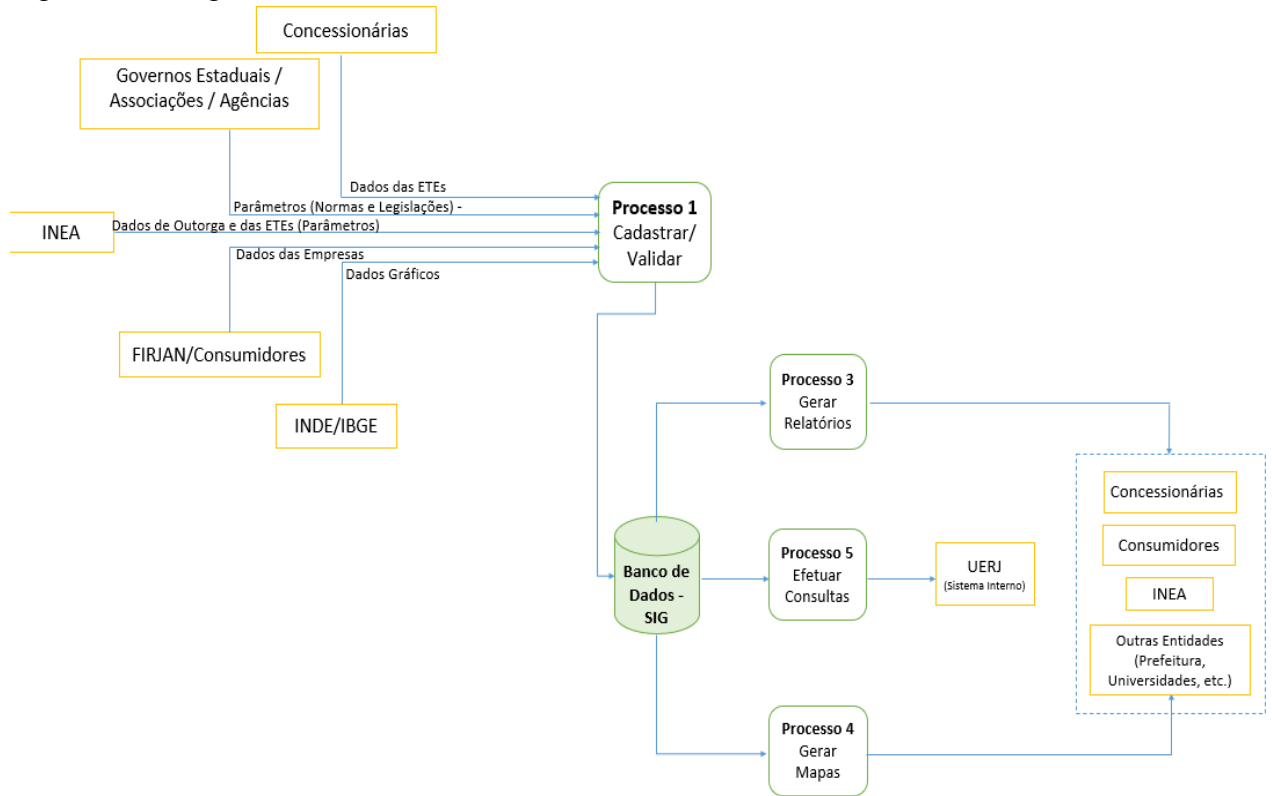 Concessionárias
Governos Estaduais /
Associações / Agências
Dados das ETEs
Parâmetros (Normas e Legislações) -
INEA
Dados de Outorga e das ETEs (Parâmetros)
Dados das Empresas
Dados Gráficos
Processo 1
Cadastrar/
Validar
FIRJAN/Consumidores
INDE/IBGE
Processo 3
Gerar
Relatórios
Banco de
Dados -
SIG
Processo 5
Efetuar
Consultas
UERJ
(Sistema Interno)
Processo 4
Gerar
Mapas
Concessionárias
Consumidores
INEA
Outras Entidades
(Prefeitura,
Universidades, etc.)